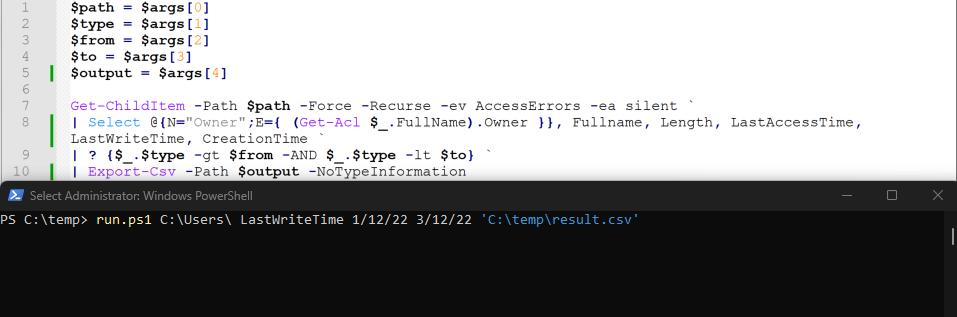 1 $path = $args[0]
2 $type = $args[1]
3 $from = $args[2]
4 $to = $args[3]
5 $output = $args[4]
6
7 Get-ChildItem -Path $path -Force -Recurse -ev AccessErrors -ea silent `
8 | Select @{N="Owner";E={ (Get-Acl $_.FullName).Owner }}, Fullname, Length, LastAccessTime,
LastWriteTime, CreationTime `
9 | ? {$_.$type -gt $from -AND $_.$type -lt $to} `
10 | Export-Csv -Path $output -NoTypeInformation
Select Administrator: Windows PowerShell
PS C:\temp> run.ps1 C:\Users\ LastWriteTime 1/12/22 3/12/22 'C:\temp\result.csv'